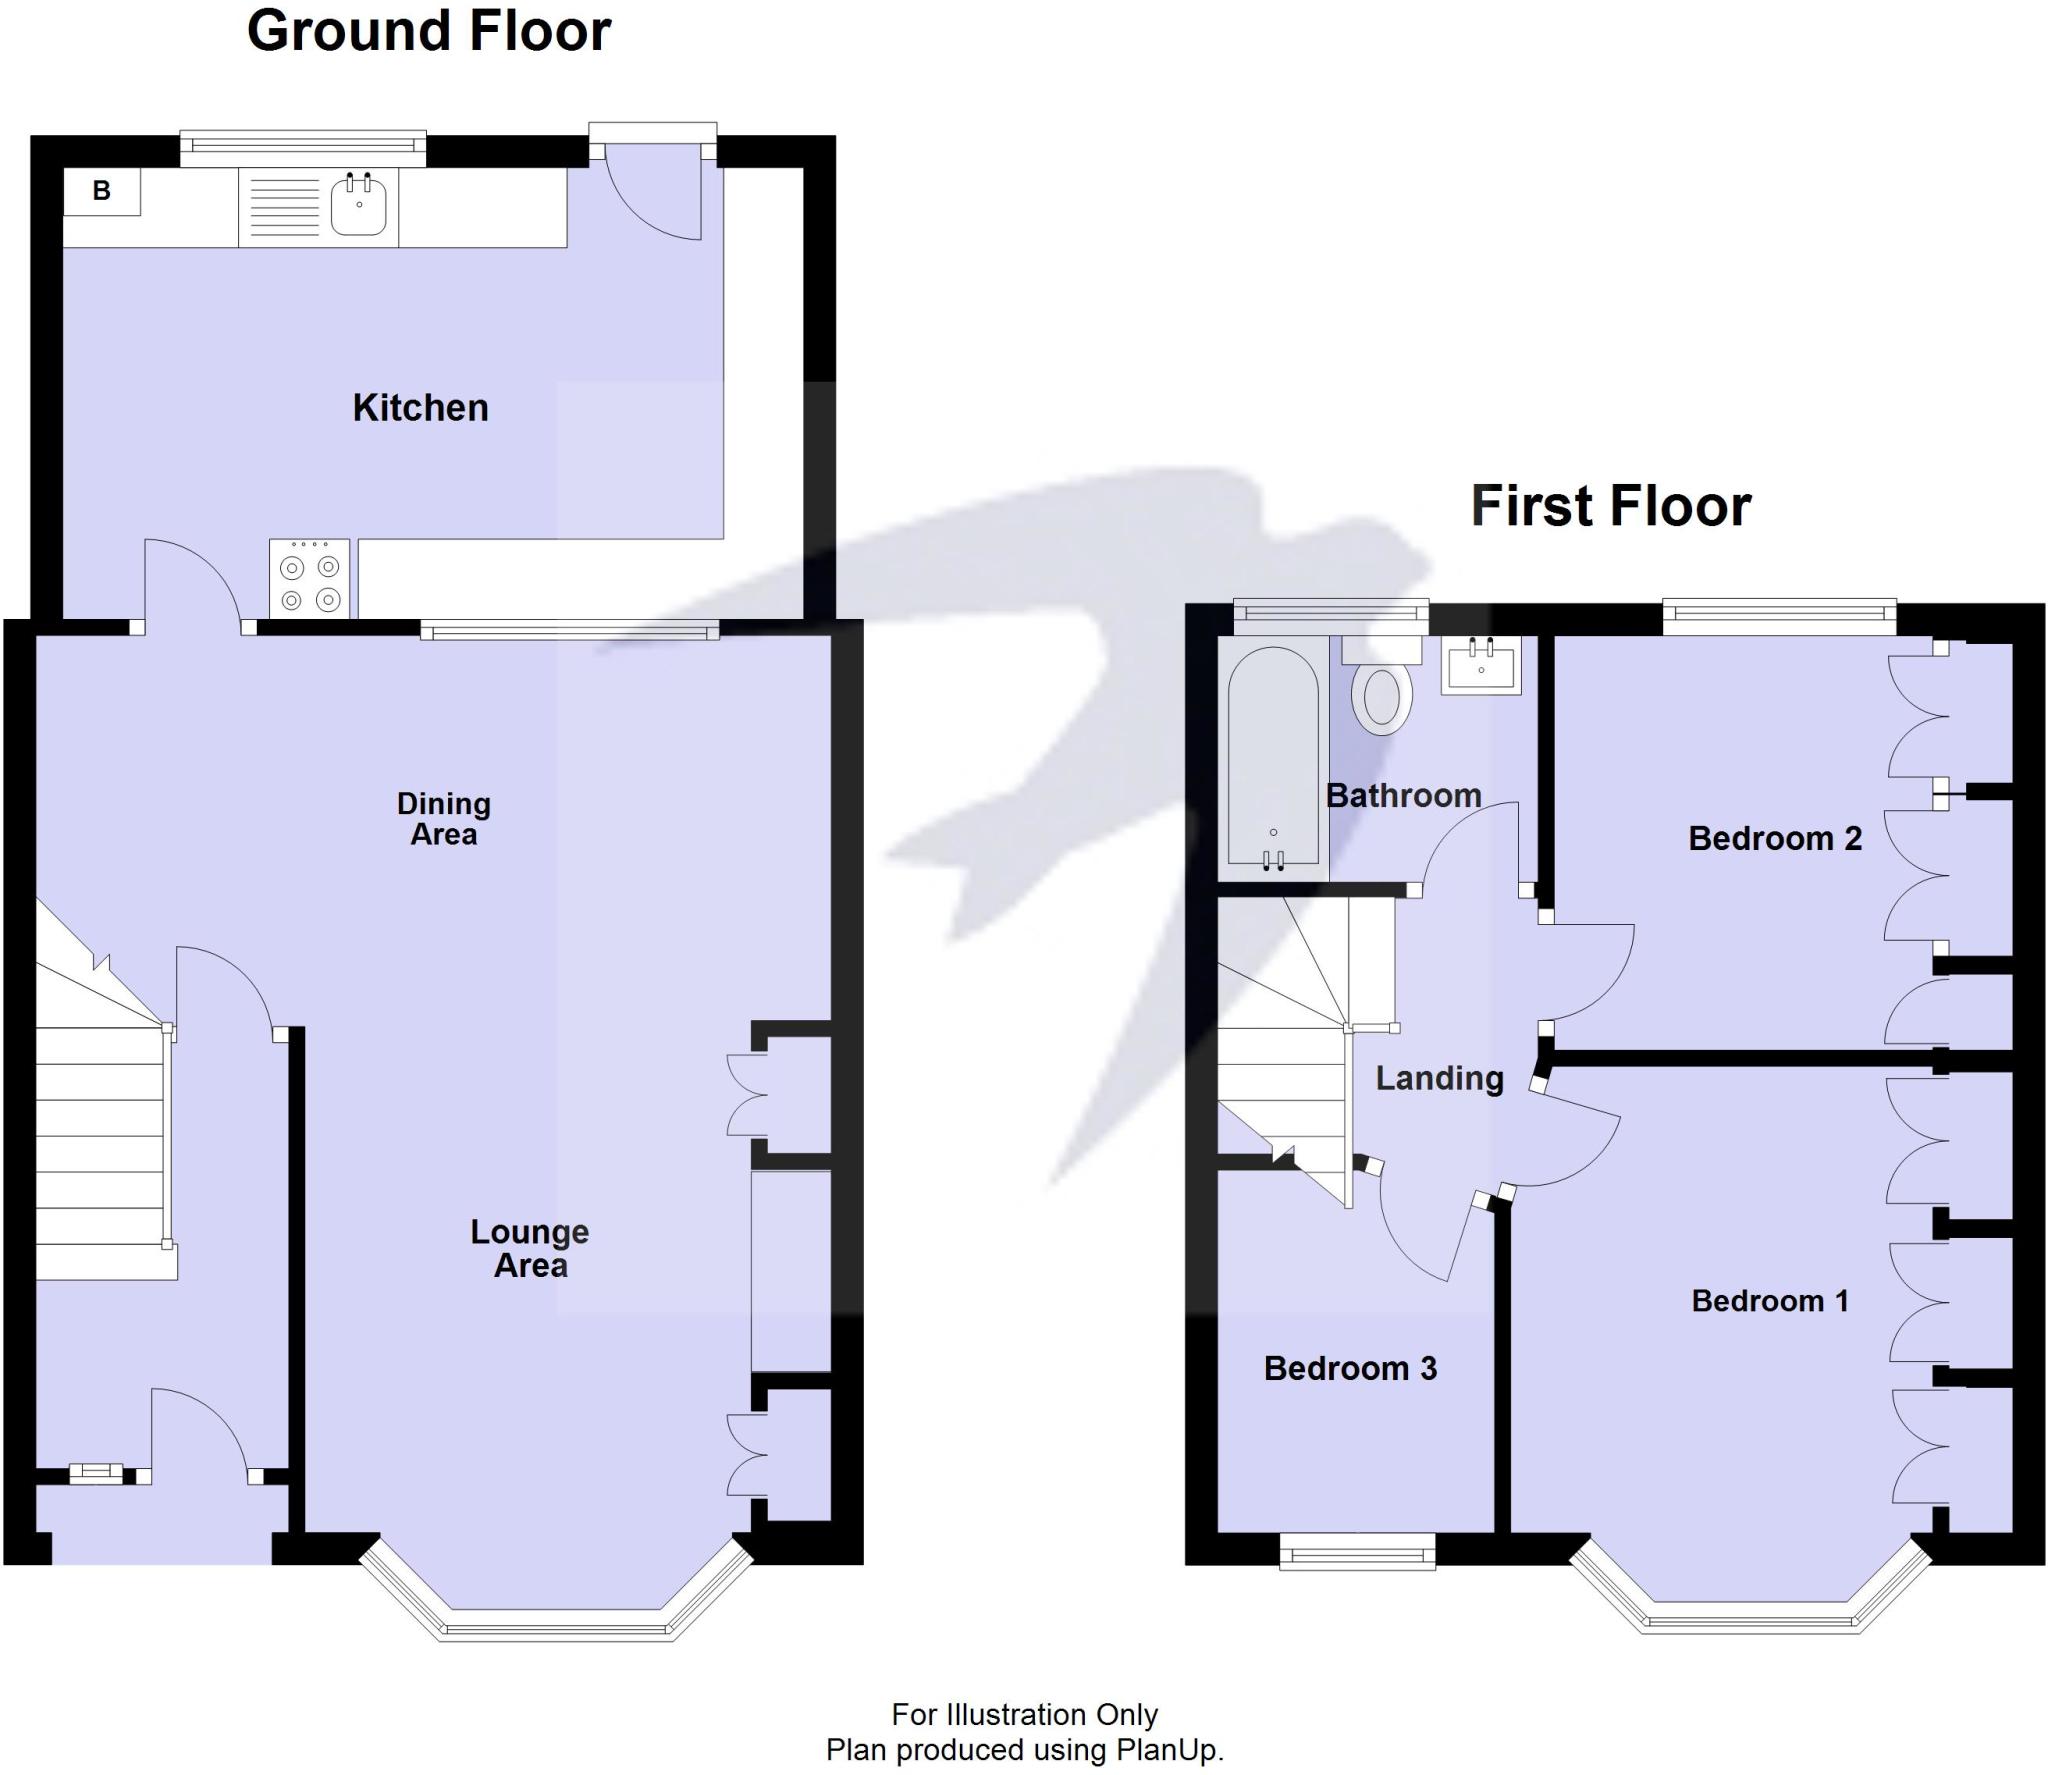 Ground Floor
B
Kitchen
Dining
Area
Lounge
Area
First Floor
Bathroom
Bedroom 2
Landing
Bedroom 1
Bedroom 3
For Illustration Only
Plan produced using PlanUp.